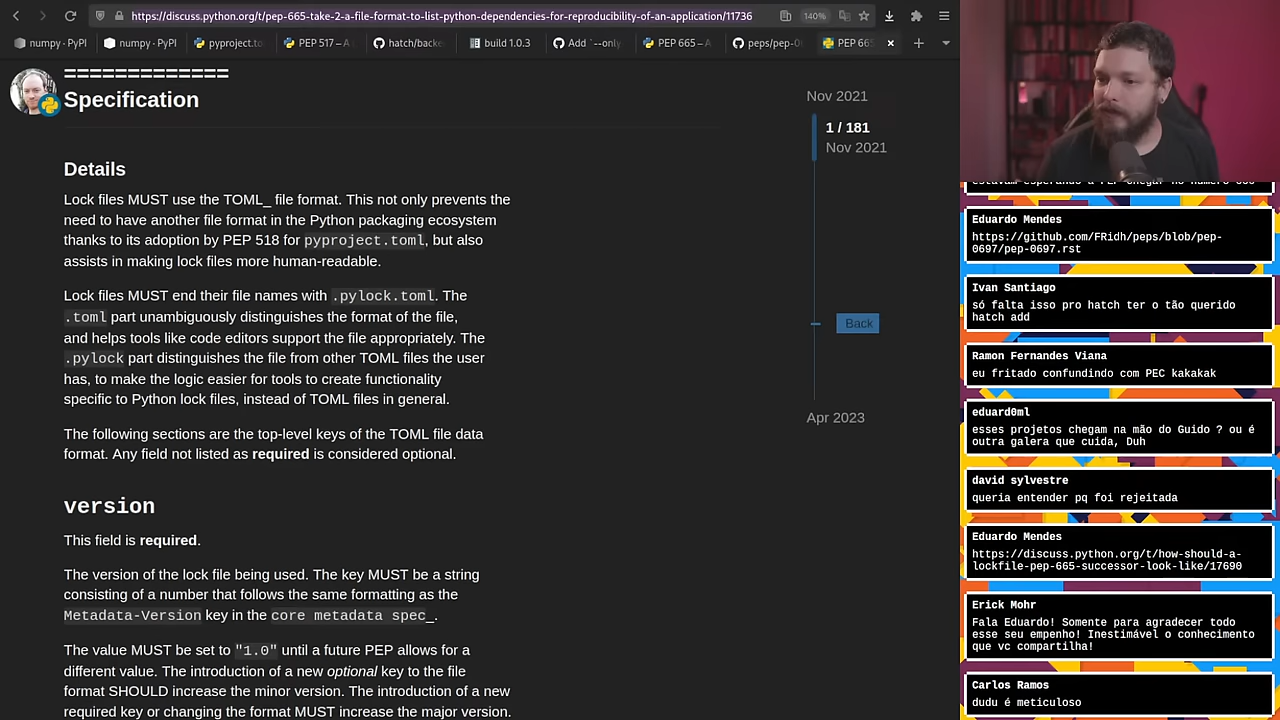 https://discuss.python.org/t/pep-665-take-2-a-file-format-to-list-python-dependencies-for-reproducibility-of-an-application/11736
140%
numpy · PyPI
numpy · PyPI
pyproject.to
PEP 517 – A
hatch/backe
build 1.0.3
Add `--only
PEP 665 – A
peps/pep-0
PEP 665
=============
Specification
Details
Lock files MUST use the TOML_ file format. This not only prevents the
need to have another file format in the Python packaging ecosystem
thanks to its adoption by PEP 518 for pyproject.toml, but also
assists in making lock files more human-readable.
Lock files MUST end their file names with .pylock.toml. The
.toml part unambiguously distinguishes the format of the file,
and helps tools like code editors support the file appropriately. The
.pylock part distinguishes the file from other TOML files the user
has, to make the logic easier for tools to create functionality
specific to Python lock files, instead of TOML files in general.
The following sections are the top-level keys of the TOML file data
format. Any field not listed as required is considered optional.
version
This field is required.
The version of the lock file being used. The key MUST be a string
consisting of a number that follows the same formatting as the
Metadata-Version key in the core metadata spec_.
The value MUST be set to "1.0" until a future PEP allows for a
different value. The introduction of a new optional key to the file
format SHOULD increase the minor version. The introduction of a new
required key or changing the format MUST increase the major version.
Nov 2021
1 / 181
Nov 2021
Back
Apr 2023
Eduardo Mendes
https://github.com/FRidh/peps/blob/pep-
0697/pep-0697.rst
Ivan Santiago
só falta isso pro hatch ter o tão querido
hatch add
Ramon Fernandes Viana
eu fritado confundindo com PEC kakakak
eduard0ml
esses projetos chegam na mão do Guido ? ou é
outra galera que cuida, Duh
david sylvestre
queria entender pq foi rejeitada
Eduardo Mendes
https://discuss.python.org/t/how-should-a-
lockfile-pep-665-successor-look-like/17690
Erick Mohr
Fala Eduardo! Somente para agradecer todo
esse seu empenho! Inestimável o conhecimento
que vc compartilha!
Carlos Ramos
dudu é meticuloso